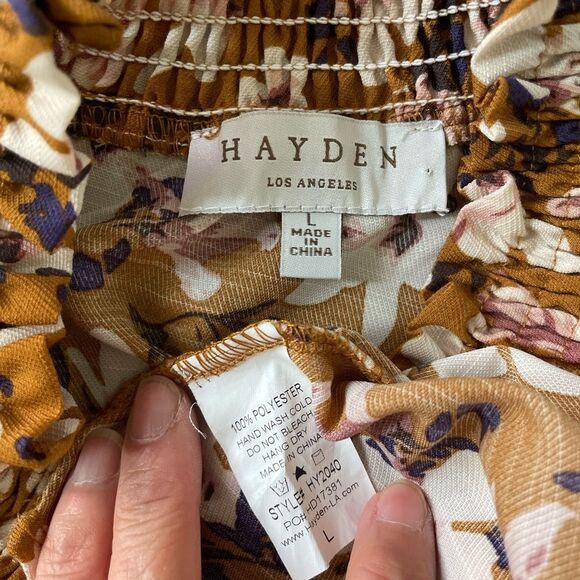 HAYDEN
LOS ANGELES
L
MADE
IN
CHINA
100% POLYESTER
HAND WASH COLD
DO NOT BLEACH
HANG DRY
MADE IN CHINA
STYLE# HY2040
PO#:HD17381
www.Hayden-LA.com
L